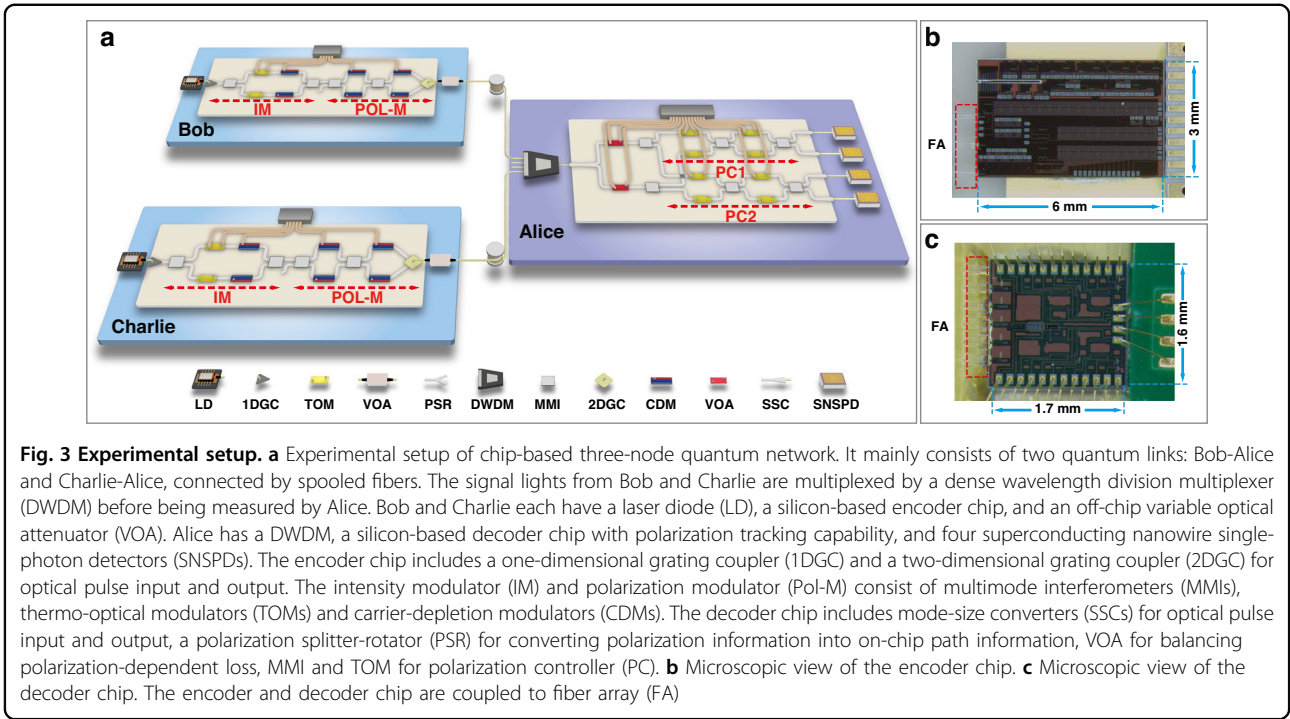 a
IM
POL-M
Bob
IM
POL-M
Charlie
PC1
PC2
Alice
LD
1DGC
TOM
VOA
PSR
DWDM
MMI
2DGC
CDM
VOA
SSC
SNSPD
b
FA
3 mm
6 mm
c
FA
1.6 mm
1.7 mm
Fig. 3 Experimental setup. a Experimental setup of chip-based three-node quantum network. It mainly consists of two quantum links: Bob-Alice
and Charlie-Alice, connected by spooled fibers. The signal lights from Bob and Charlie are multiplexed by a dense wavelength division multiplexer
(DWDM) before being measured by Alice. Bob and Charlie each have a laser diode (LD), a silicon-based encoder chip, and an off-chip variable optical
attenuator (VOA). Alice has a DWDM, a silicon-based decoder chip with polarization tracking capability, and four superconducting nanowire single-
photon detectors (SNSPDs). The encoder chip includes a one-dimensional grating coupler (1DGC) and a two-dimensional grating coupler (2DGC) for
optical pulse input and output. The intensity modulator (IM) and polarization modulator (Pol-M) consist of multimode interferometers (MMIs),
thermo-optical modulators (TOMs) and carrier-depletion modulators (CDMs). The decoder chip includes mode-size converters (SSCs) for optical pulse
input and output, a polarization splitter-rotator (PSR) for converting polarization information into on-chip path information, VOA for balancing
polarization-dependent loss, MMI and TOM for polarization controller (PC). b Microscopic view of the encoder chip. c Microscopic view of the
decoder chip. The encoder and decoder chip are coupled to fiber array (FA)